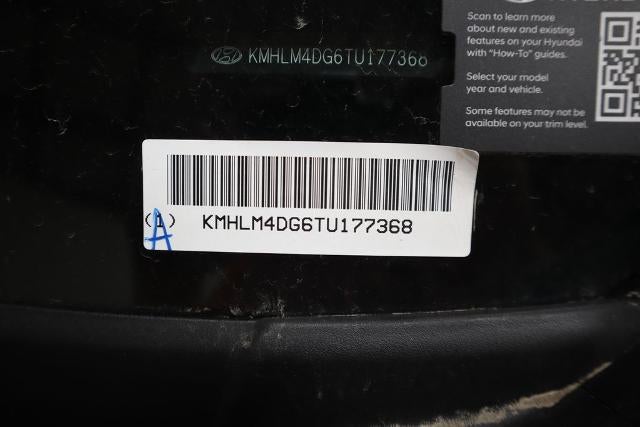 Scan to learn more
about new and existing
features on your Hyundai
with "How-To" guides.
Select your model
year and vehicle.
Some features may not be
available on your trim level.
KMHLM4DG6TU177368
(1) KMHLM4DG6TU177368
A